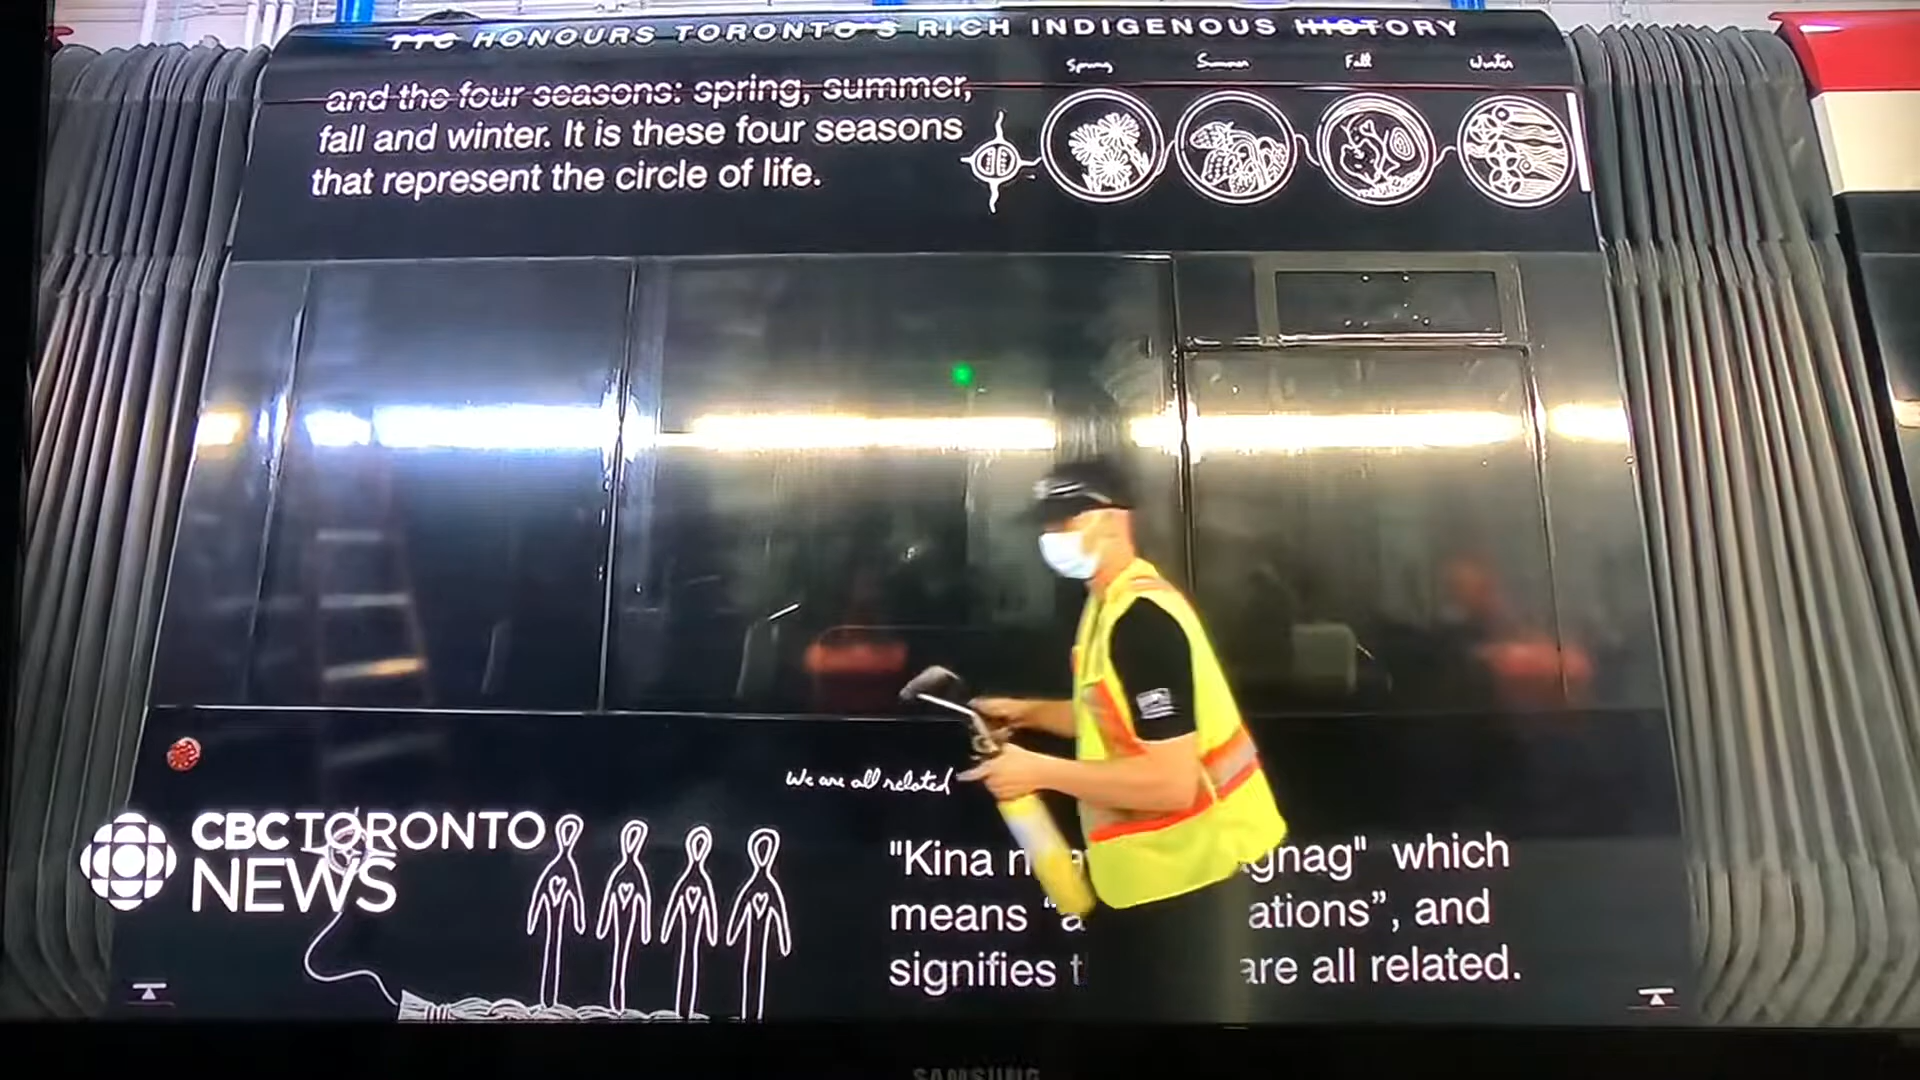 TTC HONOURS TORONTO'S RICH INDIGENOUS HISTORY
and the four seasons: spring, summer,
fall and winter. It is these four seasons
that represent the circle of life.
Spring Summer Fall Winter
We are all related
CBC TORONTO
NEWS
"Kina gnag" which
means ations", and
signifies are all related.
SAMSUNG